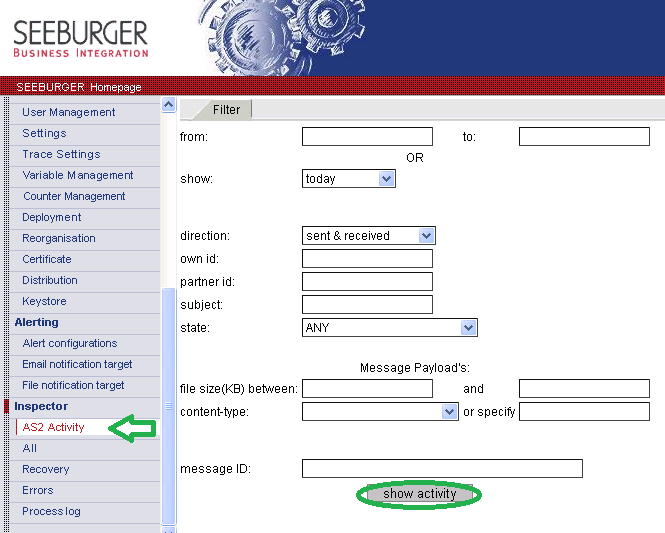 SEEBURGER
BUSINESS INTEGRATION
SEEBURGER Homepage
User Management
Settings
Trace Settings
Variable Management
Counter Management
Deployment
Reorganisation
Certificate
Distribution
Keystore
Alerting
Alert configurations
Email notification target
File notification target
Inspector
AS2 Activity
All
Recovery
Errors
Process log
Filter
from: to:
OR
show: today
direction: sent & received
own id:
partner id:
subject:
state: ANY
Message Payload's:
file size(KB) between: and
content-type: or specify
message ID:
show activity